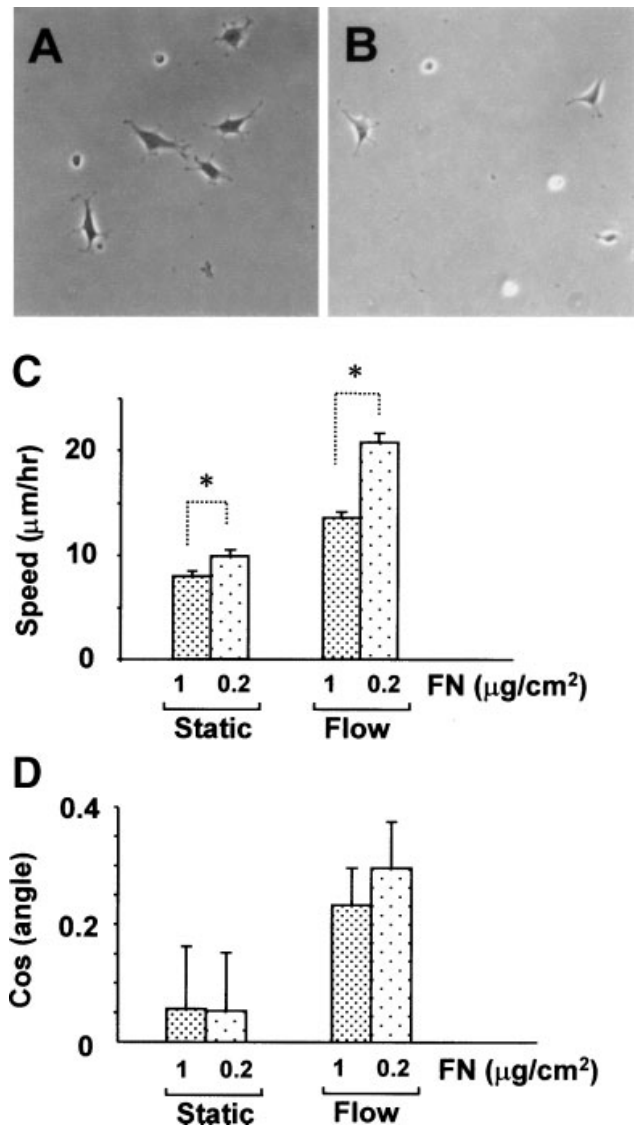 A
B
C
Speed (μm/hr)
20
10
0
*
*
1 0.2 1 0.2 FN (μg/cm²)
Static Flow
D
Cos (angle)
0.4
0.2
0
1 0.2 1 0.2 FN (μg/cm²)
Static Flow